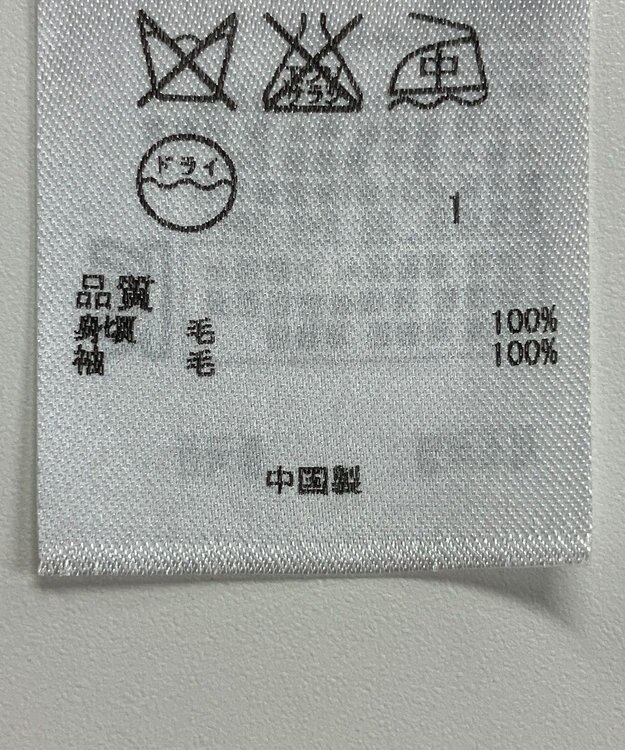 エンソ
サラシ
中
ドライ
1
品質
身頃 毛 100%
袖 毛 100%
中国製